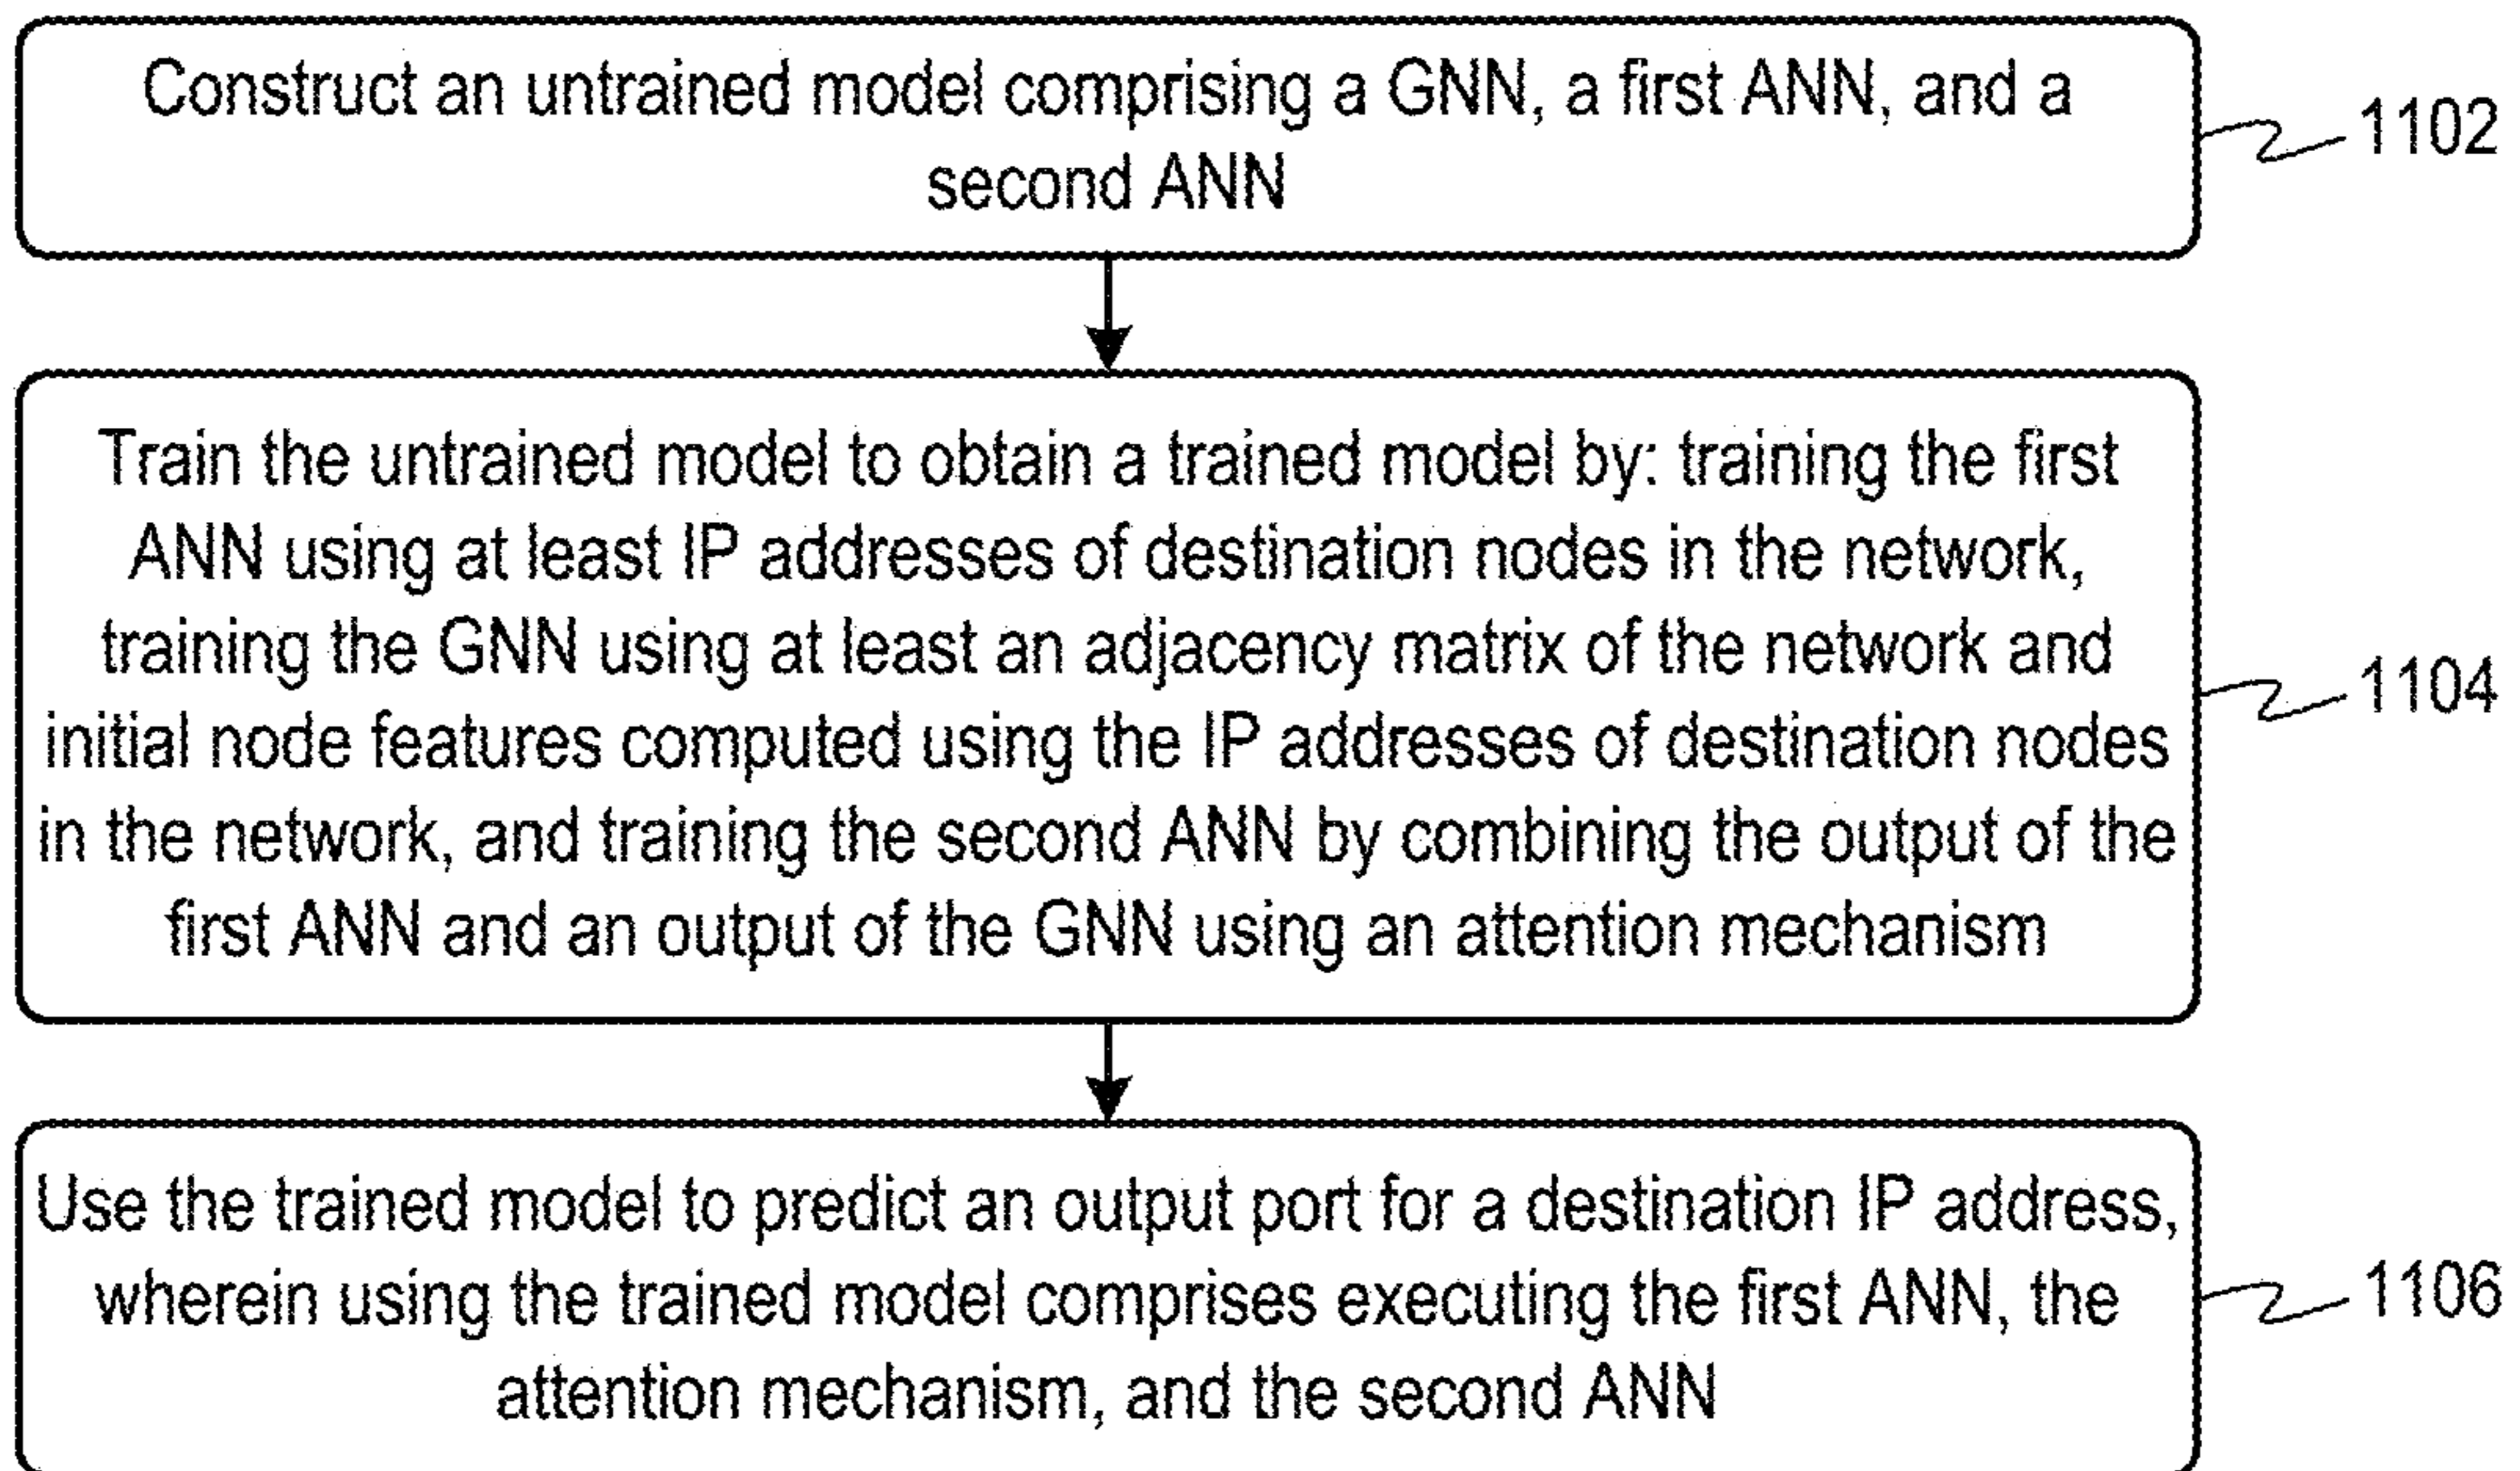 Construct an untrained model comprising a GNN, a first ANN, and a
second ANN
1102
Train the untrained model to obtain a trained model by: training the first
ANN using at least IP addresses of destination nodes in the network,
training the GNN using at least an adjacency matrix of the network and
initial node features computed using the IP addresses of destination nodes
in the network, and training the second ANN by combining the output of the
first ANN and an output of the GNN using an attention mechanism
1104
Use the trained model to predict an output port for a destination IP address,
wherein using the trained model comprises executing the first ANN, the
attention mechanism, and the second ANN
1106